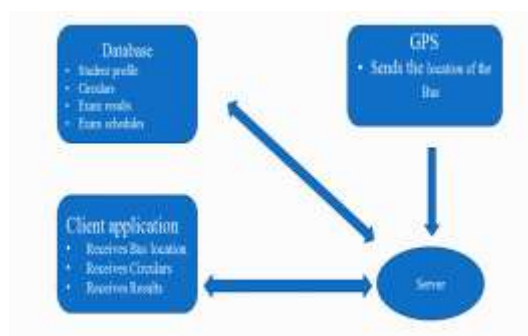 Database
• Student profile
• Circulars
• Exam results
• Exam schedules
GPS
• Sends the location of the
Bus
Client application
• Receives Bus location
• Receives Circulars
• Receives Results
Server